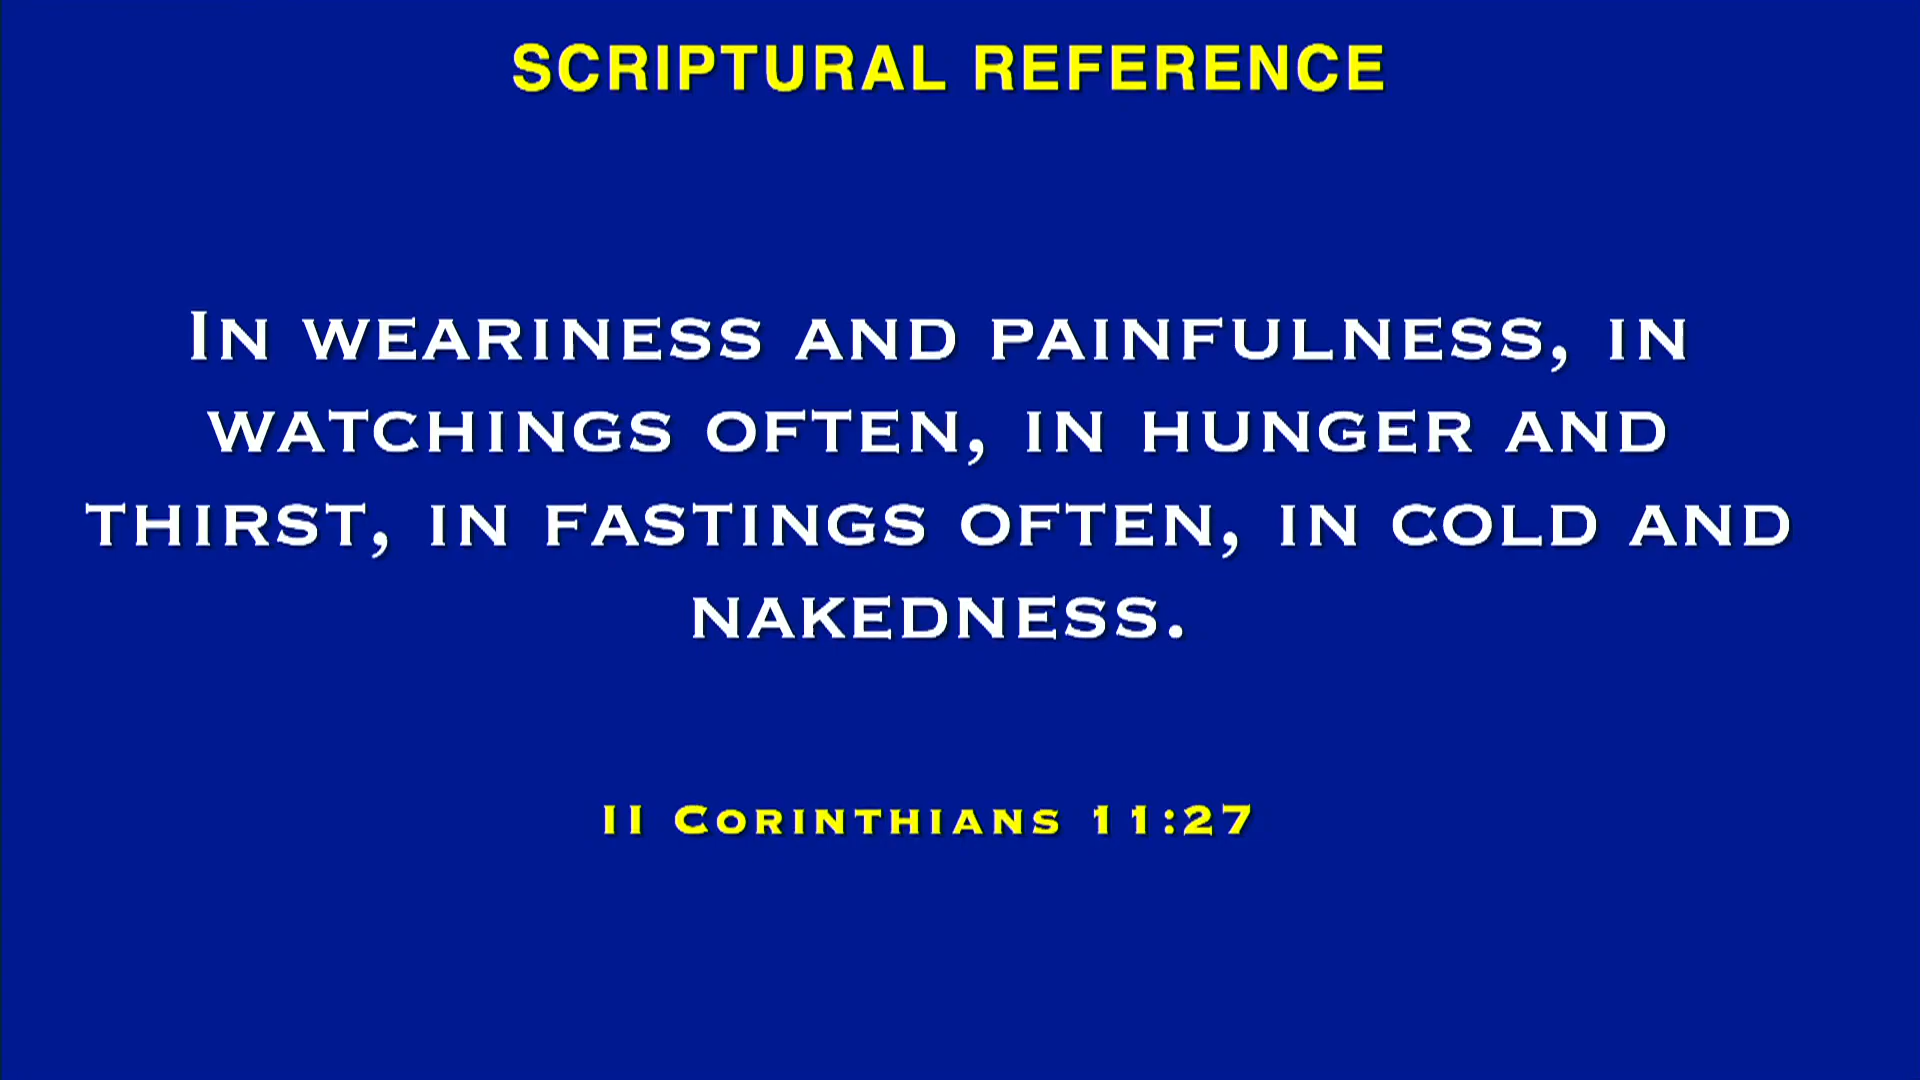 SCRIPTURAL REFERENCE
In weariness and painfulness, in
watchings often, in hunger and
thirst, in fastings often, in cold and
nakedness.
II Corinthians 11:27